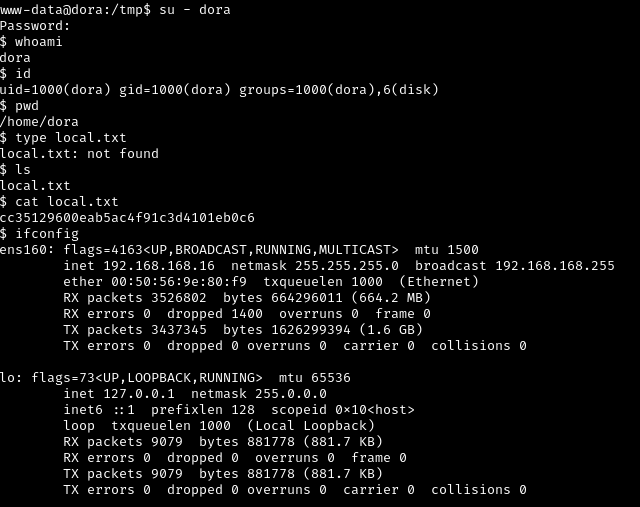 www-data@dora:/tmp$ su - dora
Password:
$ whoami
dora
$ id
uid=1000(dora) gid=1000(dora) groups=1000(dora),6(disk)
$ pwd
/home/dora
$ type local.txt
local.txt: not found
$ ls
local.txt
$ cat local.txt
cc35129600eab5ac4f91c3d4101eb0c6
$ ifconfig
ens160: flags=4163<UP,BROADCAST,RUNNING,MULTICAST>  mtu 1500
        inet 192.168.168.16  netmask 255.255.255.0  broadcast 192.168.168.255
        ether 00:50:56:9e:80:f9  txqueuelen 1000  (Ethernet)
        RX packets 3526802  bytes 664296011 (664.2 MB)
        RX errors 0  dropped 1400  overruns 0  frame 0
        TX packets 3437345  bytes 1626299394 (1.6 GB)
        TX errors 0  dropped 0 overruns 0  carrier 0  collisions 0

lo: flags=73<UP,LOOPBACK,RUNNING>  mtu 65536
        inet 127.0.0.1  netmask 255.0.0.0
        inet6 ::1  prefixlen 128  scopeid 0×10<host>
        loop  txqueuelen 1000  (Local Loopback)
        RX packets 9079  bytes 881778 (881.7 KB)
        RX errors 0  dropped 0  overruns 0  frame 0
        TX packets 9079  bytes 881778 (881.7 KB)
        TX errors 0  dropped 0 overruns 0  carrier 0  collisions 0